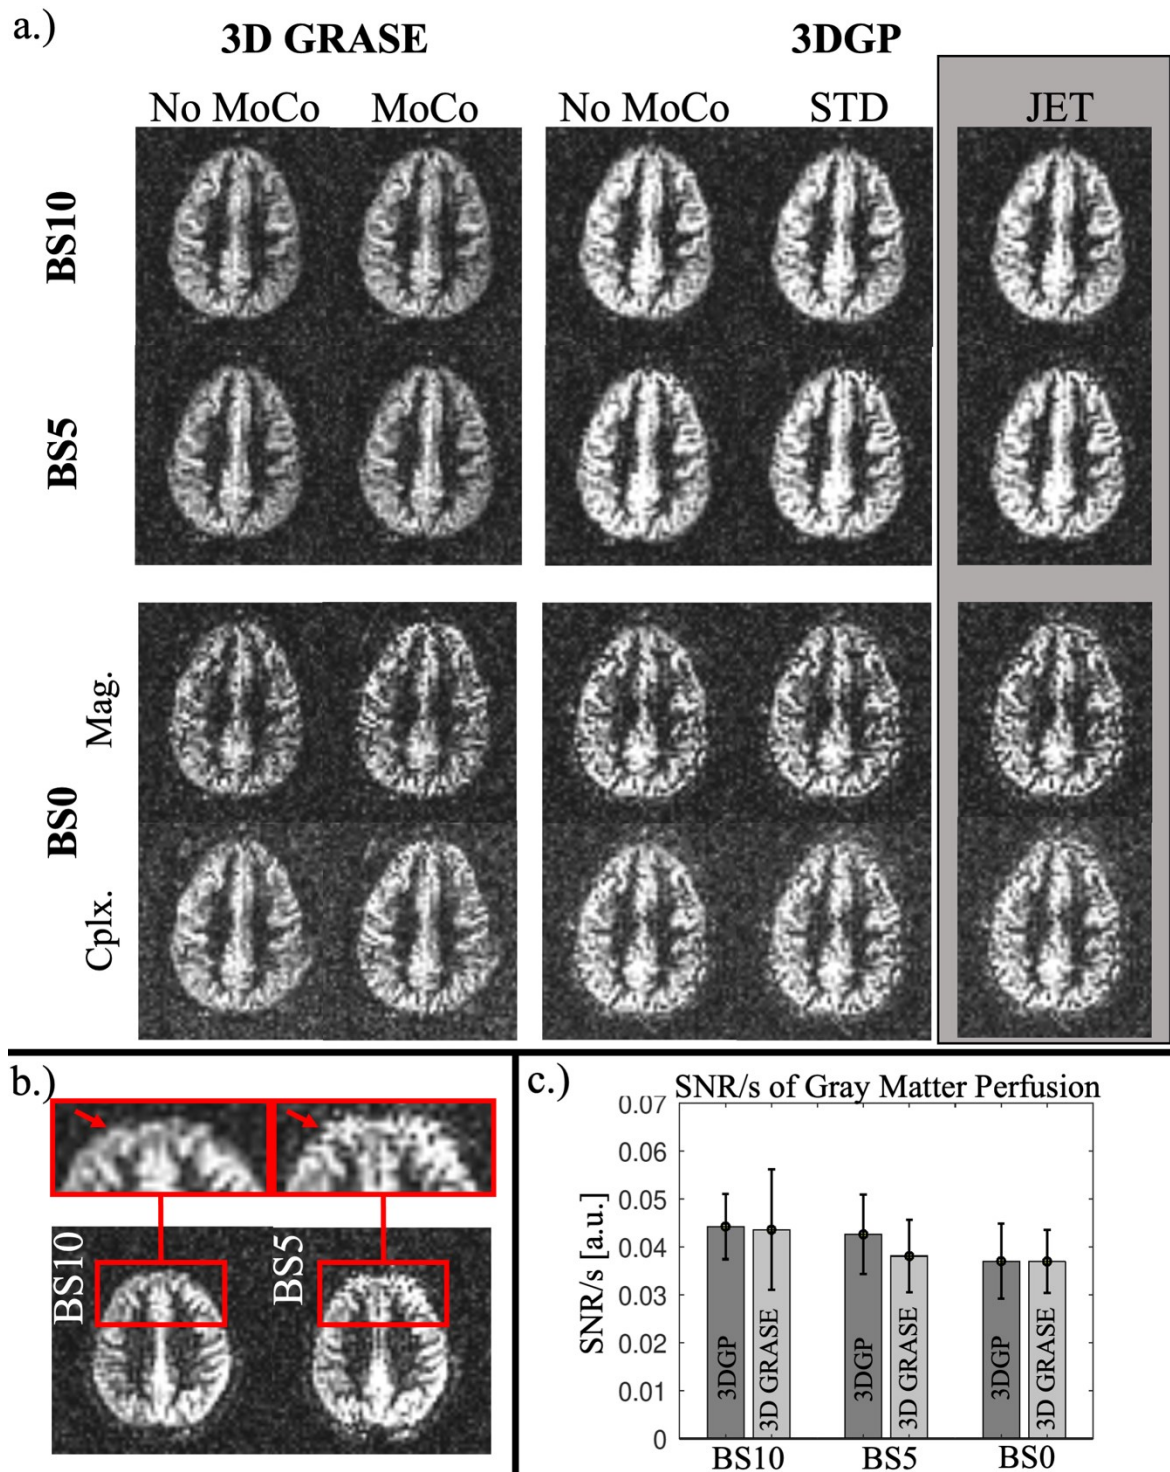 a.)
3D GRASE 3DGP
No MoCo MoCo No MoCo STD JET
BS10
BS5
Mag.
BS0
Cplx.
b.)
BS10
BS5
c.)
SNR/s of Gray Matter Perfusion
0.07
0.06
0.05
0.04
0.03
0.02
0.01
0
SNR/s [a.u.]
3DGP 3D GRASE 3DGP 3D GRASE 3DGP 3D GRASE
BS10 BS5 BS0